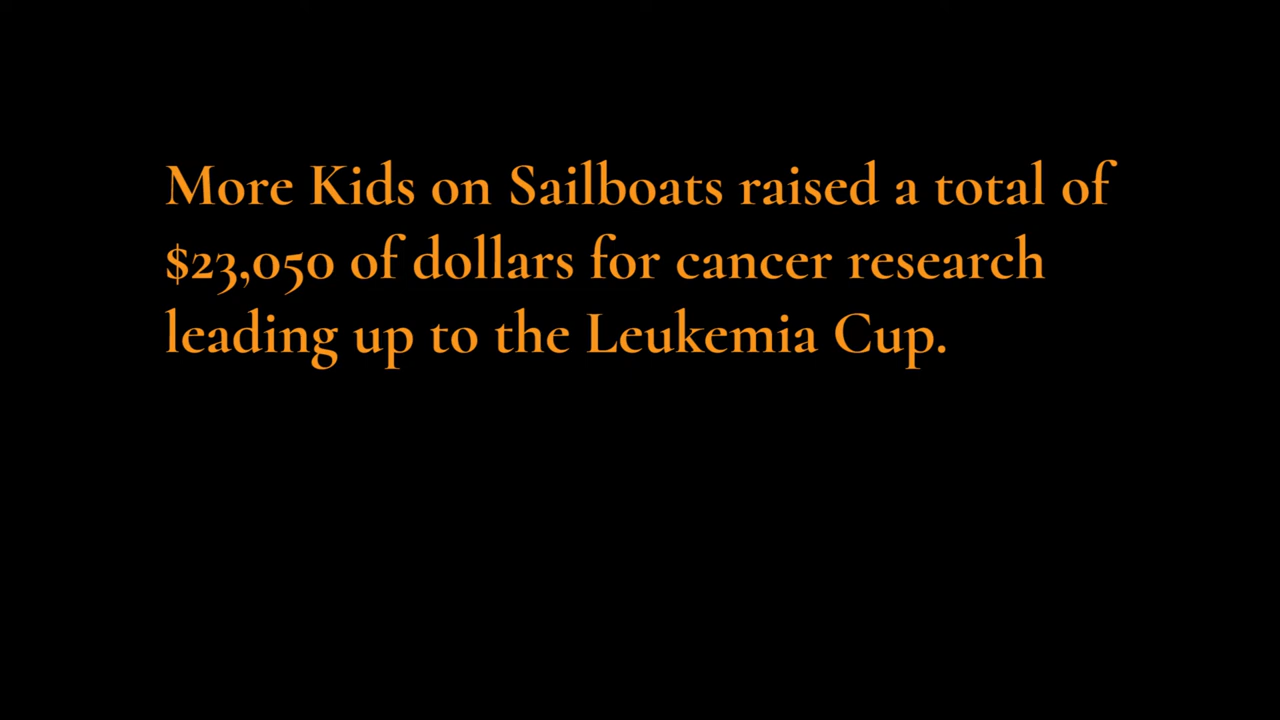 More Kids on Sailboats raised a total of
$23,050 of dollars for cancer research
leading up to the Leukemia Cup.